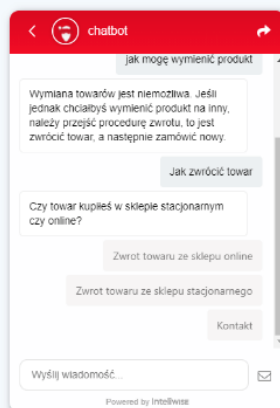 chatbot
jak mogę wymienić produkt
Wymiana towarów jest niemożliwa. Jeśli
jednak chciałbyś wymienić produkt na inny,
należy przejść procedurę zwrotu, to jest
zwrócić towar, a następnie zamówić nowy.
Jak zwrócić towar
Czy towar kupiłeś w sklepie stacjonarnym
czy online?
Zwrot towaru ze sklepu online
Zwrot towaru ze sklepu stacjonarnego
Kontakt
Wyślij wiadomość...
Powered by Intelliwise